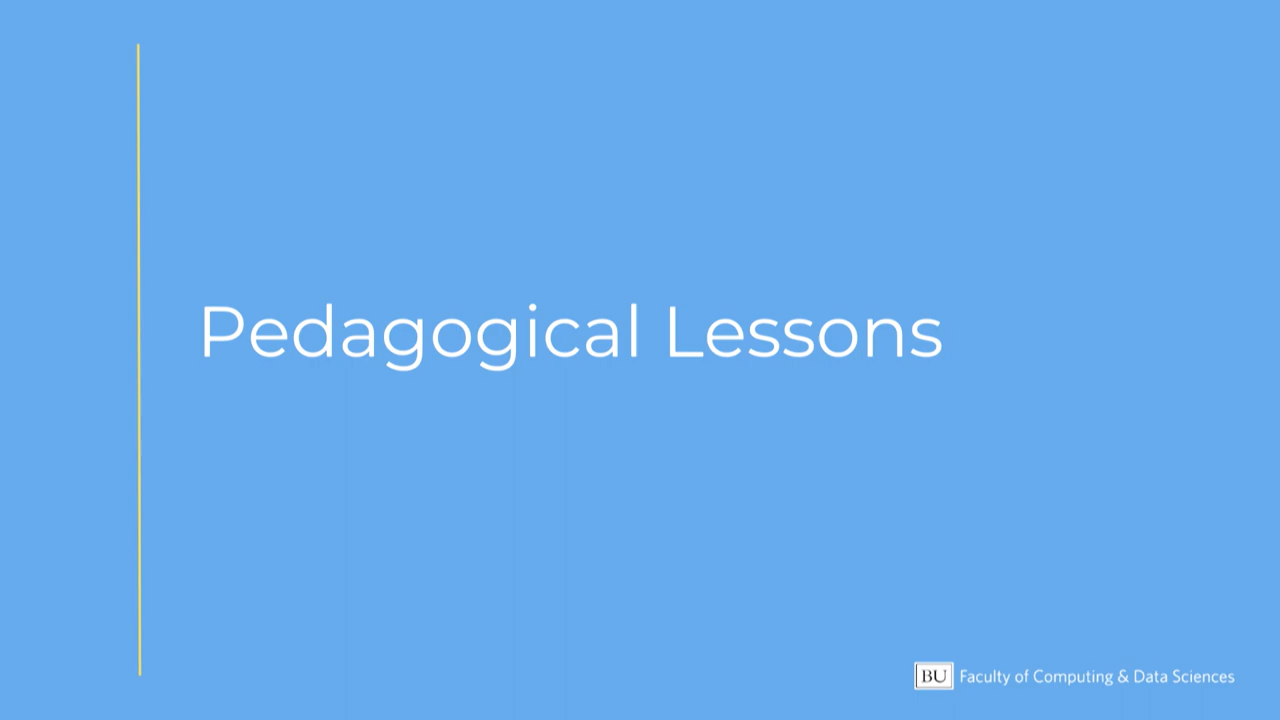 Pedagogical Lessons
BU Faculty of Computing & Data Sciences